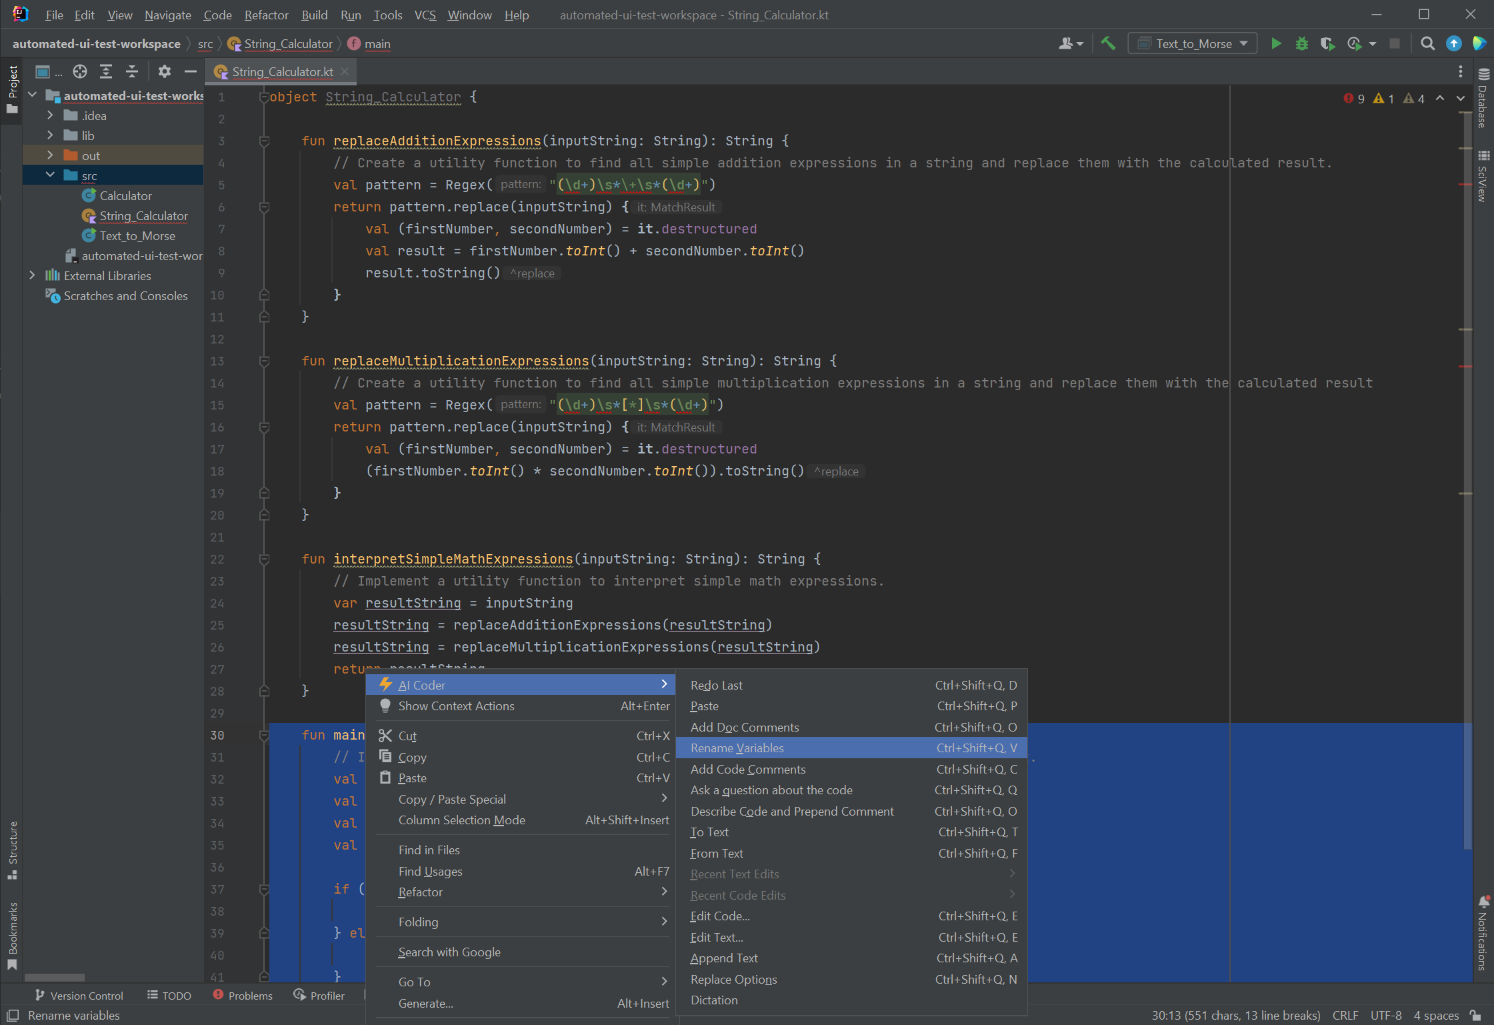 File Edit View Navigate Code Refactor Build Run Tools VCS Window Help automated-ui-test-workspace - String_Calculator.kt
automated-ui-test-workspace src String_Calculator f main Text_to_Morse
Project
...
String_Calculator.kt
automated-ui-test-works
.idea
lib
out
src
Calculator
String_Calculator
Text_to_Morse
automated-ui-test-wor
External Libraries
Scratches and Consoles
9 1 4
1 object String_Calculator {
2
3 fun replaceAdditionExpressions(inputString: String): String {
4 // Create a utility function to find all simple addition expressions in a string and replace them with the calculated result.
5 val pattern = Regex( pattern: "(\d+)\s*\+\s*(\d+)")
6 return pattern.replace(inputString) { it: MatchResult
7 val (firstNumber, secondNumber) = it.destructured
8 val result = firstNumber.toInt() + secondNumber.toInt()
9 result.toString() ^replace
10 }
11 }
12
13 fun replaceMultiplicationExpressions(inputString: String): String {
14 // Create a utility function to find all simple multiplication expressions in a string and replace them with the calculated result
15 val pattern = Regex( pattern: "(\d+)\s*[*]\s*(\d+)")
16 return pattern.replace(inputString) { it: MatchResult
17 val (firstNumber, secondNumber) = it.destructured
18 (firstNumber.toInt() * secondNumber.toInt()).toString() ^replace
19 }
20 }
21
22 fun interpretSimpleMathExpressions(inputString: String): String {
23 // Implement a utility function to interpret simple math expressions.
24 var resultString = inputString
25 resultString = replaceAdditionExpressions(resultString)
26 resultString = replaceMultiplicationExpressions(resultString)
27 return resultString
28 }
29
30 fun main
31 // I
32 val
33 val
34 val
35 val
36
37 if (
38
39 } el
40
41 }
AI Coder
Show Context Actions Alt+Enter
Cut Ctrl+X
Copy Ctrl+C
Paste Ctrl+V
Copy / Paste Special
Column Selection Mode Alt+Shift+Insert
Find in Files
Find Usages Alt+F7
Refactor
Folding
Search with Google
Go To
Generate... Alt+Insert
Redo Last Ctrl+Shift+Q, D
Paste Ctrl+Shift+Q, P
Add Doc Comments Ctrl+Shift+Q, O
Rename Variables Ctrl+Shift+Q, V
Add Code Comments Ctrl+Shift+Q, C
Ask a question about the code Ctrl+Shift+Q, Q
Describe Code and Prepend Comment Ctrl+Shift+Q, O
To Text Ctrl+Shift+Q, T
From Text Ctrl+Shift+Q, F
Recent Text Edits
Recent Code Edits
Edit Code... Ctrl+Shift+Q, E
Edit Text... Ctrl+Shift+Q, E
Append Text Ctrl+Shift+Q, A
Replace Options Ctrl+Shift+Q, N
Dictation
Database
SciView
Notifications
Structure
Bookmarks
Version Control TODO Problems Profiler
Rename variables 30:13 (551 chars, 13 line breaks) CRLF UTF-8 4 spaces